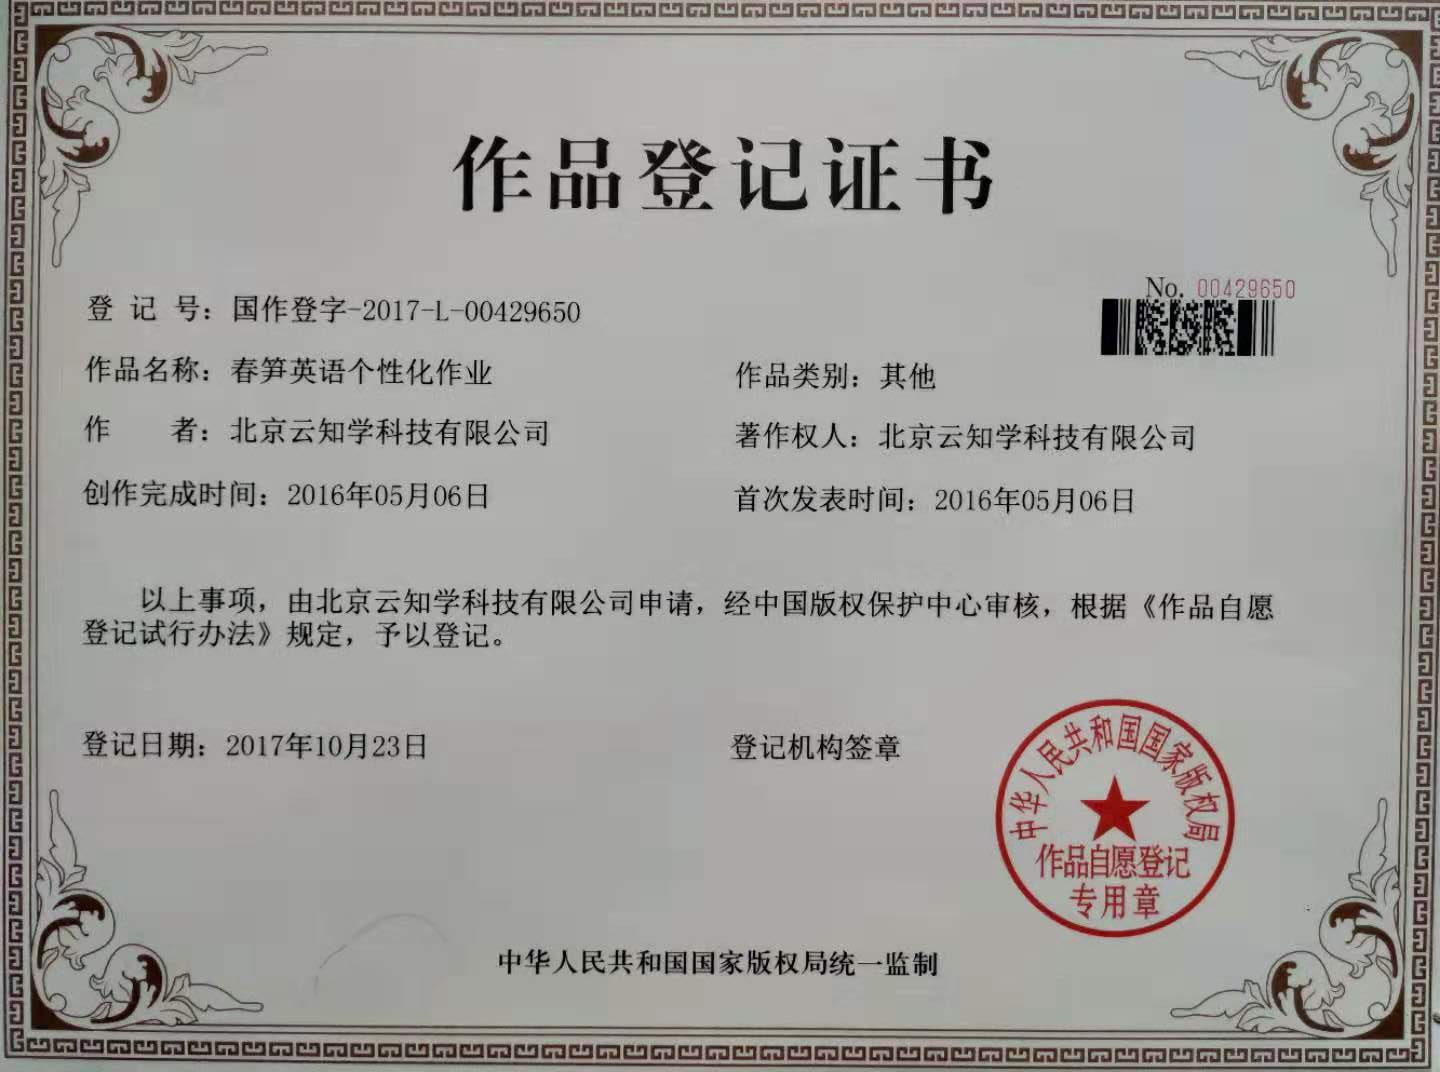 作品登记证书
No. 00429650
登 记 号：国作登字-2017-L-00429650
作品名称：春笋英语个性化作业
作品类别：其他
作　　者：北京云知学科技有限公司
著作权人：北京云知学科技有限公司
创作完成时间：2016年05月06日
首次发表时间：2016年05月06日
以上事项，由北京云知学科技有限公司申请，经中国版权保护中心审核，根据《作品自愿
登记试行办法》规定，予以登记。
登记日期：2017年10月23日
登记机构签章
中华人民共和国国家版权局
作品自愿登记
专用章
中华人民共和国国家版权局统一监制